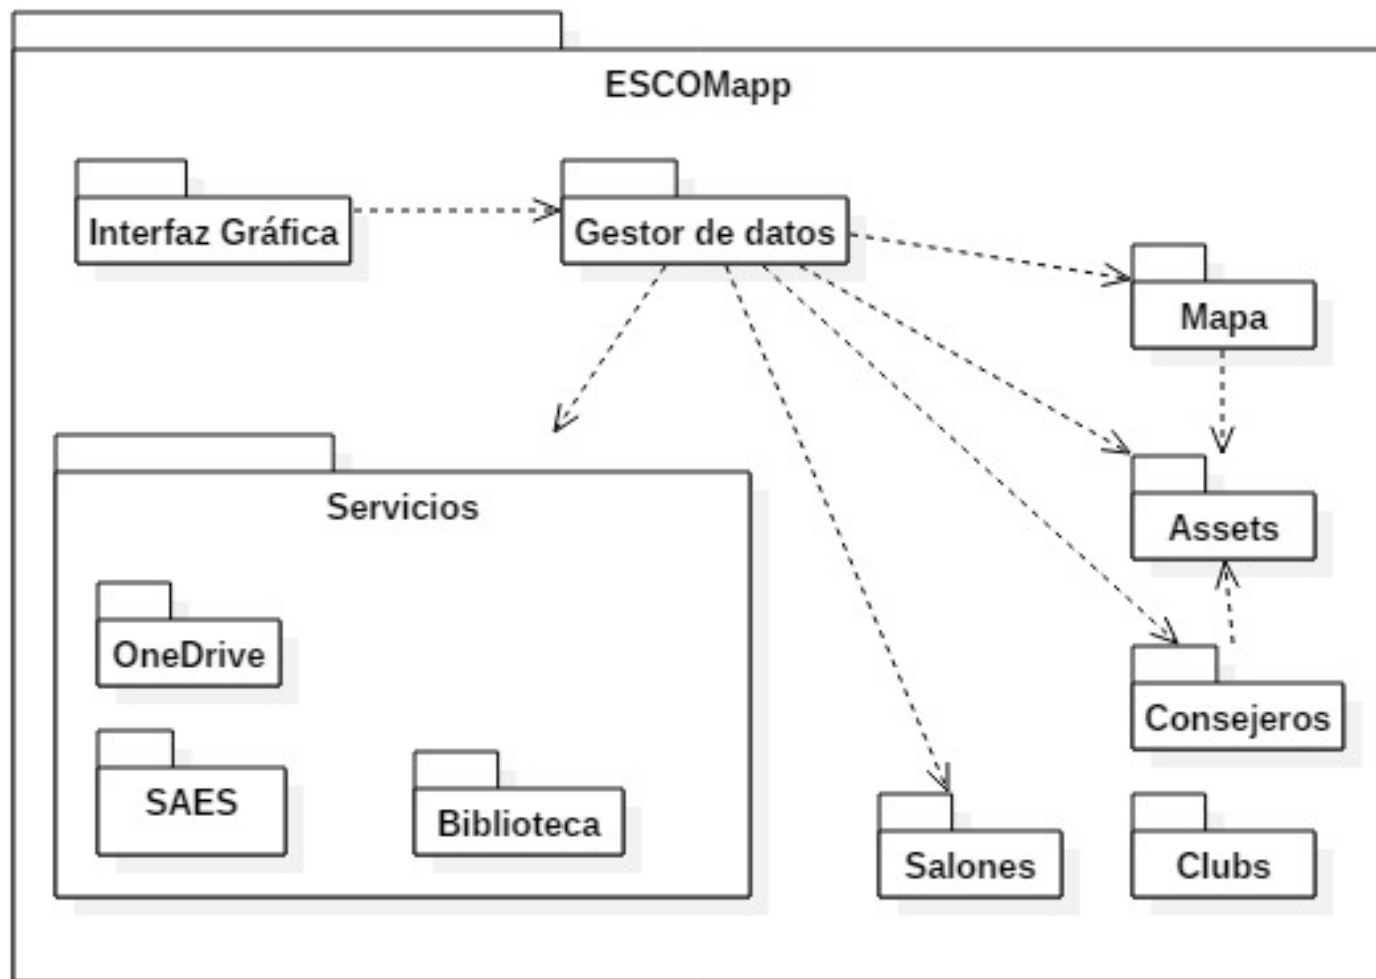 ESCOMapp
Interfaz Gráfica
Gestor de datos
Mapa
Servicios
Assets
OneDrive
Consejeros
SAES
Biblioteca
Salones
Clubs